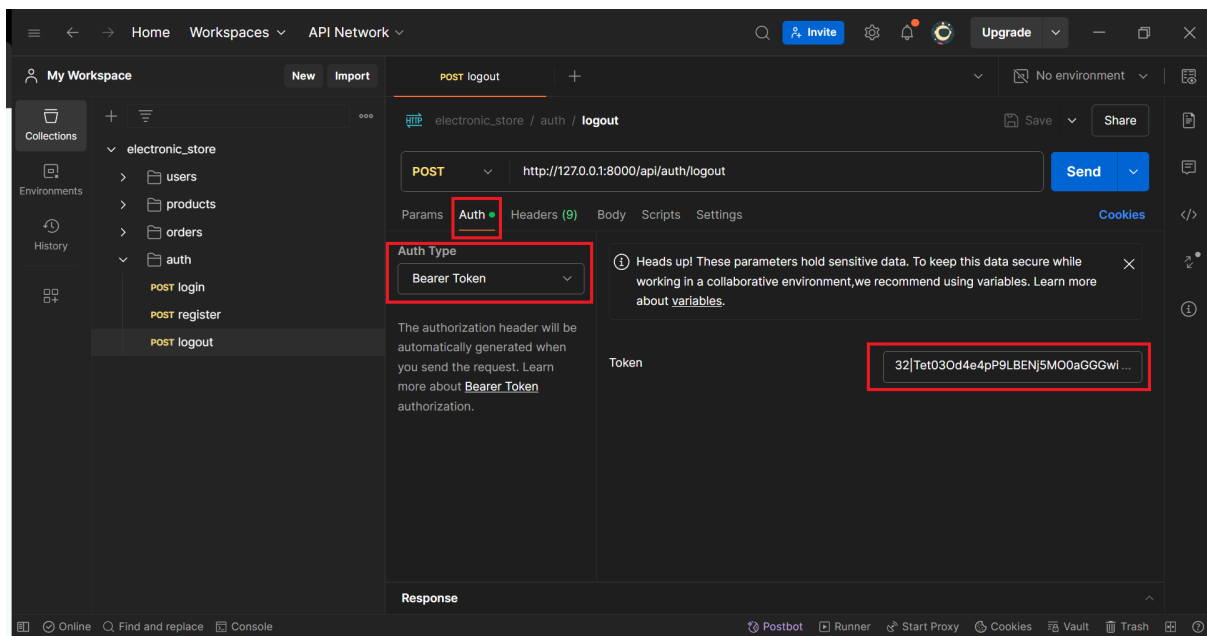 Home Workspaces API Network Invite Upgrade
My Workspace New Import POST logout No environment
Collections
Environments
History
electronic_store
users
products
orders
auth
POST login
POST register
POST logout
HTTP electronic_store / auth / logout Save Share
POST http://127.0.0.1:8000/api/auth/logout Send
Params Auth Headers (9) Body Scripts Settings Cookies
Auth Type
Bearer Token
The authorization header will be
automatically generated when
you send the request. Learn
more about Bearer Token
authorization.
Heads up! These parameters hold sensitive data. To keep this data secure while
working in a collaborative environment,we recommend using variables. Learn more
about variables.
Token 32|Tet03Od4e4pP9LBENj5MO0aGGGwi ...
Response
Online Find and replace Console Postbot Runner Start Proxy Cookies Vault Trash